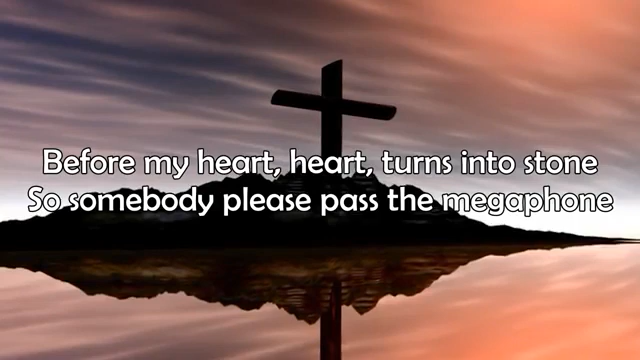 Before my heart, heart, turns into stone
So somebody please pass the megaphone